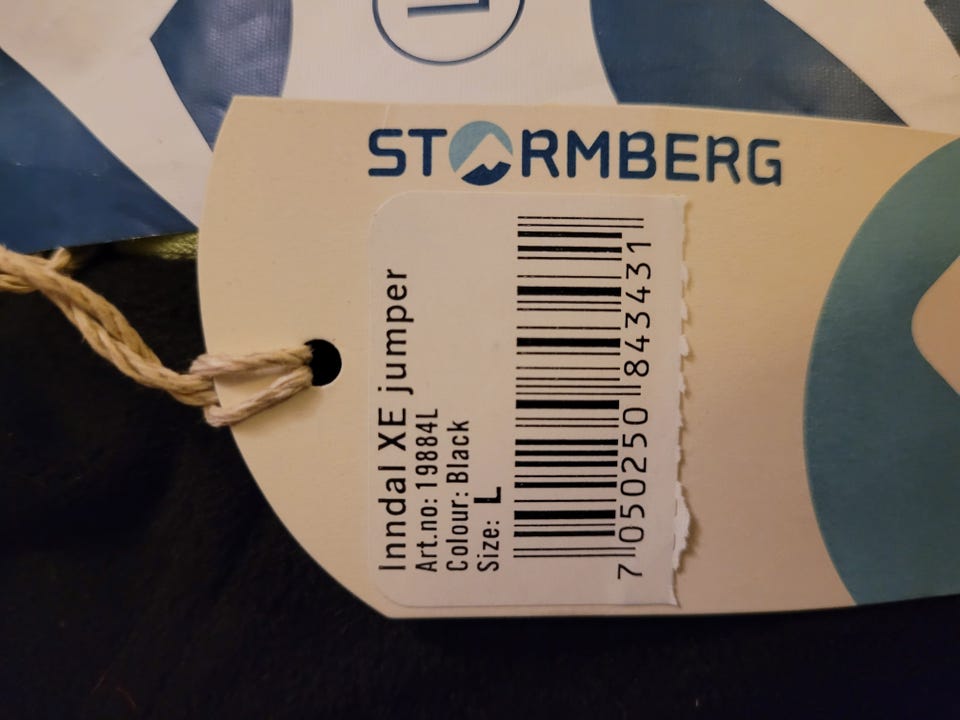 L
STORMBERG
Inndal XE jumper
Art.no: 19884L
Colour: Black
Size: L
7 050250 843431